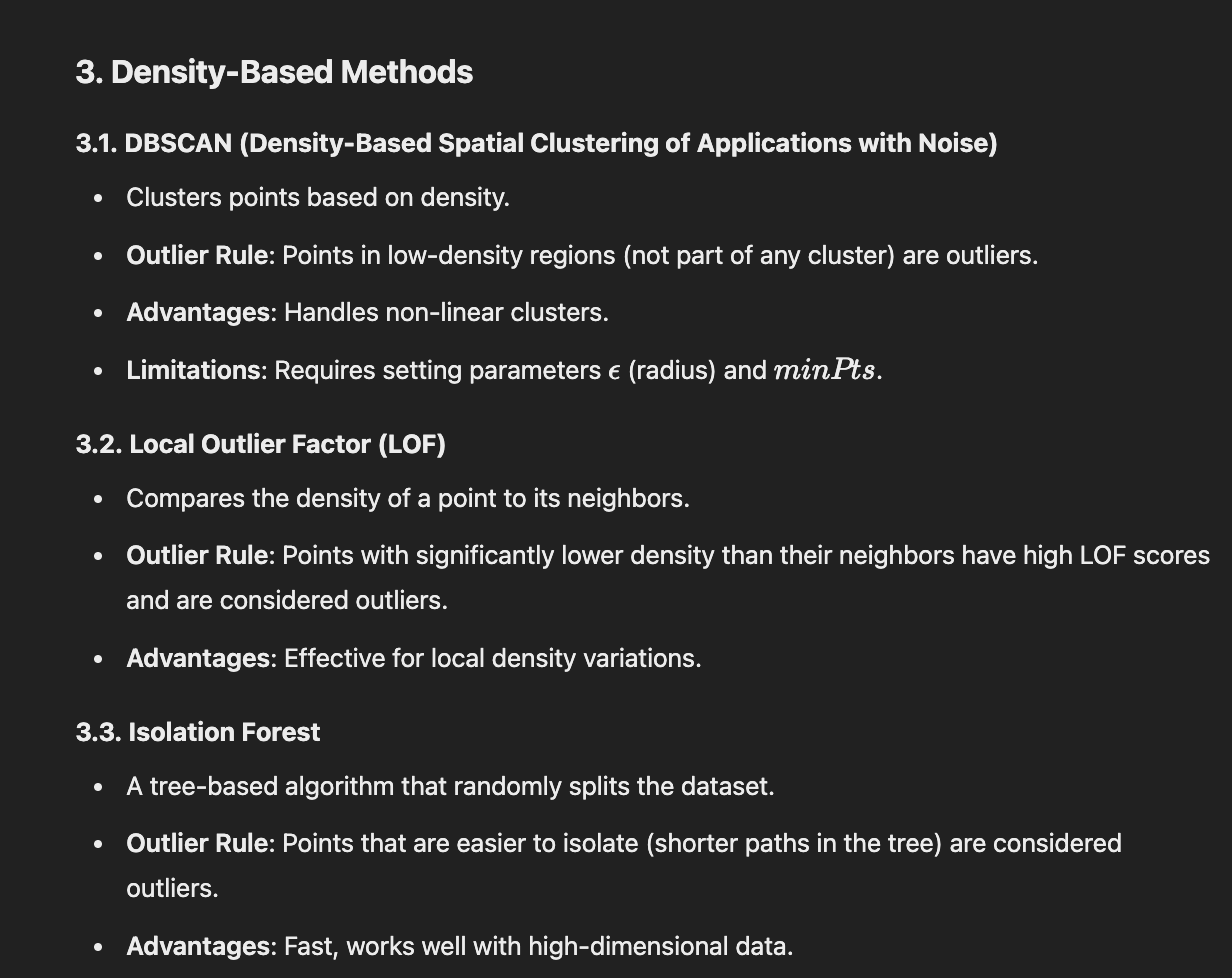 3. Density-Based Methods
3.1. DBSCAN (Density-Based Spatial Clustering of Applications with Noise)
• Clusters points based on density.
• Outlier Rule: Points in low-density regions (not part of any cluster) are outliers.
• Advantages: Handles non-linear clusters.
• Limitations: Requires setting parameters ϵ (radius) and minPts.
3.2. Local Outlier Factor (LOF)
• Compares the density of a point to its neighbors.
• Outlier Rule: Points with significantly lower density than their neighbors have high LOF scores
and are considered outliers.
• Advantages: Effective for local density variations.
3.3. Isolation Forest
• A tree-based algorithm that randomly splits the dataset.
• Outlier Rule: Points that are easier to isolate (shorter paths in the tree) are considered
outliers.
• Advantages: Fast, works well with high-dimensional data.